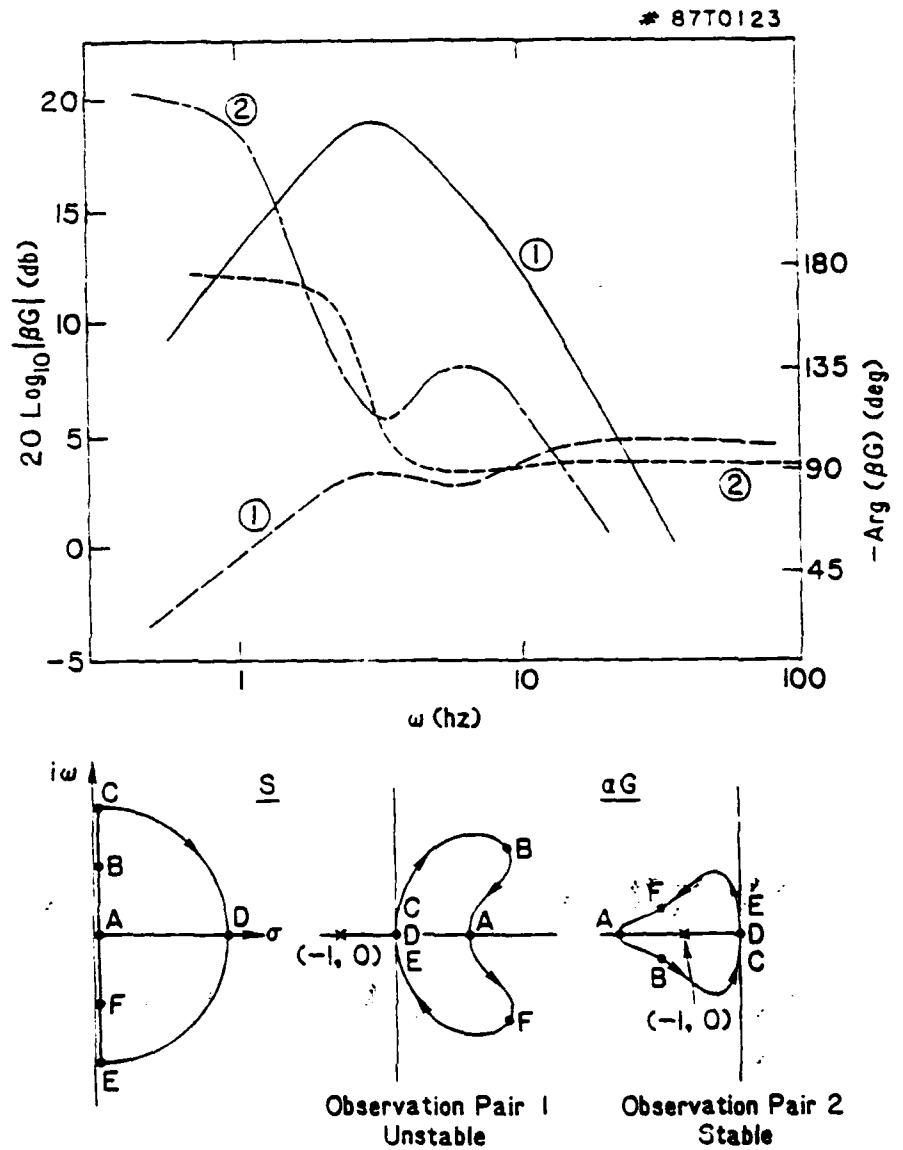 # 87T0123
20 Log10|βG| (db)
20
15
10
5
0
-5
②
①
①
②
180
135
90
45
-Arg (βG) (deg)
1
10
100
ω (hz)
iω
S
αG
C
B
A
D
σ
F
E
B
C
D
A
(-1, 0)
E
F
F
E
A
D
B
C
(-1, 0)
Observation Pair 1
Unstable
Observation Pair 2
Stable